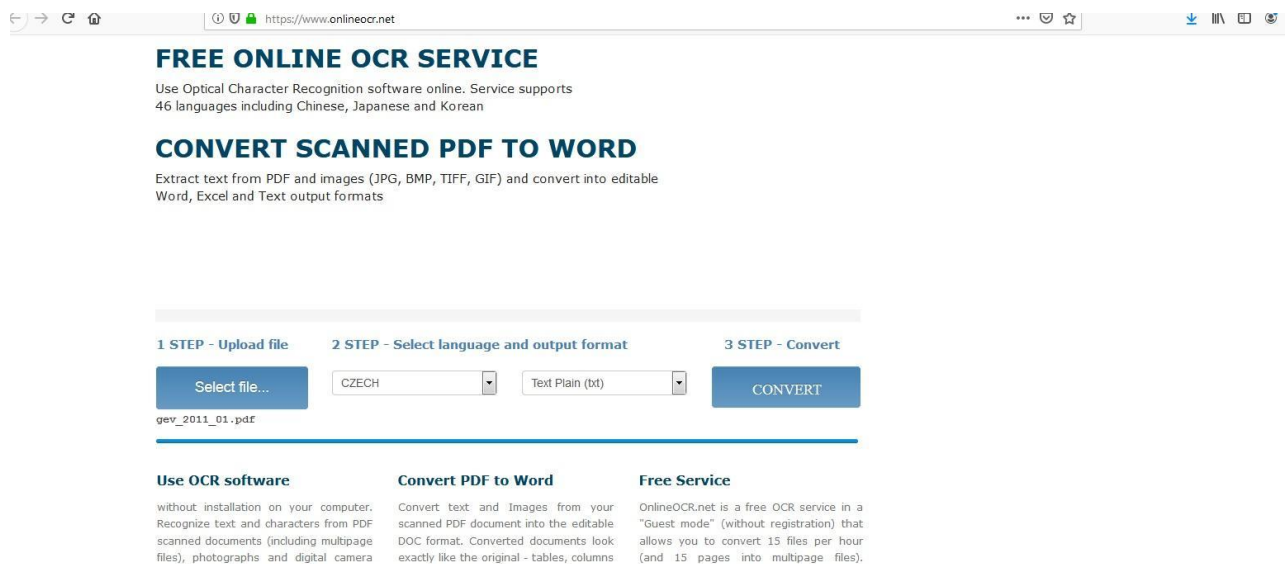 https://www.onlineocr.net
FREE ONLINE OCR SERVICE
Use Optical Character Recognition software online. Service supports
46 languages including Chinese, Japanese and Korean
CONVERT SCANNED PDF TO WORD
Extract text from PDF and images (JPG, BMP, TIFF, GIF) and convert into editable
Word, Excel and Text output formats
1 STEP - Upload file
2 STEP - Select language and output format
3 STEP - Convert
Select file...
CZECH
Text Plain (txt)
CONVERT
gev_2011_01.pdf
Use OCR software
without installation on your computer.
Recognize text and characters from PDF
scanned documents (including multipage
files), photographs and digital camera
Convert PDF to Word
Convert text and Images from your
scanned PDF document into the editable
DOC format. Converted documents look
exactly like the original - tables, columns
Free Service
OnlineOCR.net is a free OCR service in a
"Guest mode" (without registration) that
allows you to convert 15 files per hour
(and 15 pages into multipage files).